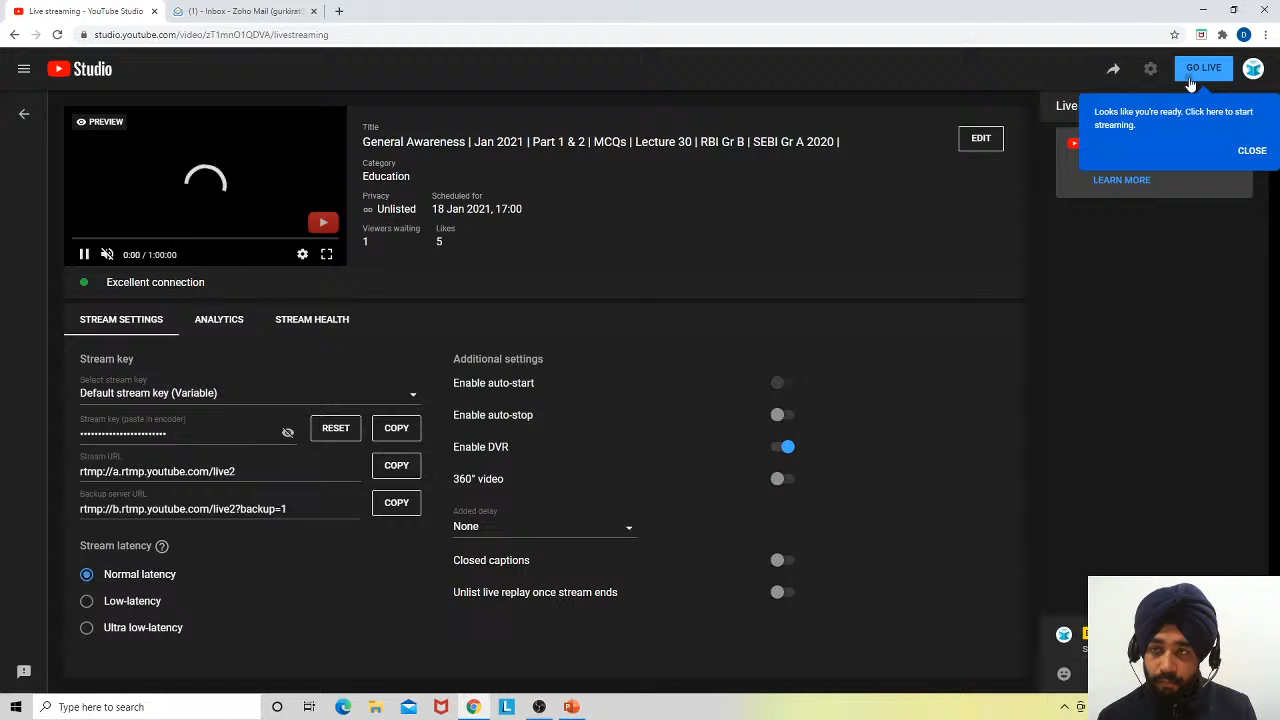 Live streaming - YouTube Studio
(1) - Inbox - Zoho Mail (gurkirat
studio.youtube.com/video/zT1mnO1QDVA/livestreaming
D
Studio
GO LIVE
PREVIEW
Title
General Awareness | Jan 2021 | Part 1 & 2 | MCQs | Lecture 30 | RBI Gr B | SEBI Gr A 2020 |
EDIT
Category
Education
Privacy
Scheduled for
Unlisted
18 Jan 2021, 17:00
Viewers waiting
Likes
1
5
0:00 / 1:00:00
Excellent connection
Live
Looks like you're ready. Click here to start
streaming.
CLOSE
LEARN MORE
STREAM SETTINGS
ANALYTICS
STREAM HEALTH
Stream key
Select stream key
Default stream key (Variable)
Stream key (paste in encoder)
••••••••••••••••••••••••
RESET
COPY
Stream URL
rtmp://a.rtmp.youtube.com/live2
COPY
Backup server URL
rtmp://b.rtmp.youtube.com/live2?backup=1
COPY
Stream latency
Normal latency
Low-latency
Ultra low-latency
Additional settings
Enable auto-start
Enable auto-stop
Enable DVR
360° video
Added delay
None
Closed captions
Unlist live replay once stream ends
Type here to search